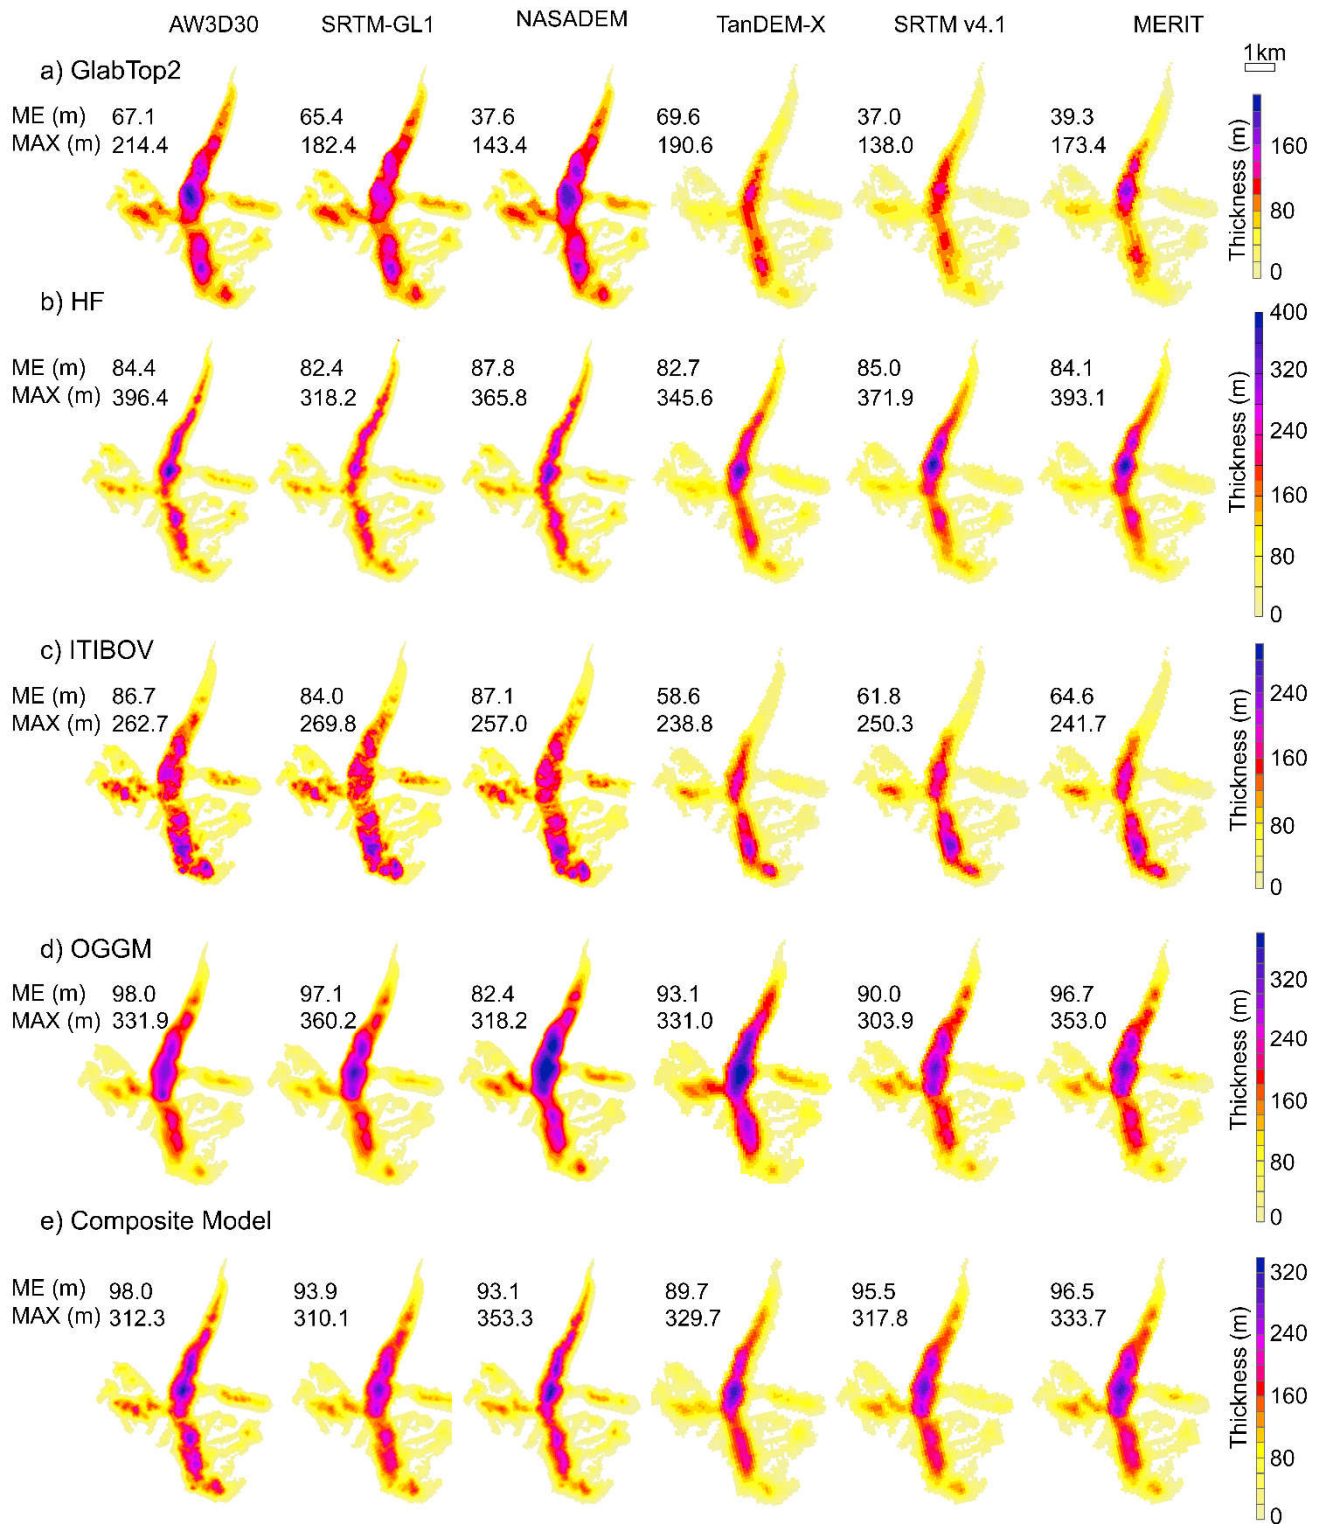 AW3D30 SRTM-GL1 NASADEM TanDEM-X SRTM v4.1 MERIT
1km
a) GlabTop2
ME (m) 67.1 65.4 37.6 69.6 37.0 39.3
MAX (m) 214.4 182.4 143.4 190.6 138.0 173.4
Thickness (m)
160
80
0
b) HF
ME (m) 84.4 82.4 87.8 82.7 85.0 84.1
MAX (m) 396.4 318.2 365.8 345.6 371.9 393.1
Thickness (m)
400
320
240
160
80
0
c) ITIBOV
ME (m) 86.7 84.0 87.1 58.6 61.8 64.6
MAX (m) 262.7 269.8 257.0 238.8 250.3 241.7
Thickness (m)
240
160
80
0
d) OGGM
ME (m) 98.0 97.1 82.4 93.1 90.0 96.7
MAX (m) 331.9 360.2 318.2 331.0 303.9 353.0
Thickness (m)
320
240
160
80
0
e) Composite Model
ME (m) 98.0 93.9 93.1 89.7 95.5 96.5
MAX (m) 312.3 310.1 353.3 329.7 317.8 333.7
Thickness (m)
320
240
160
80
0